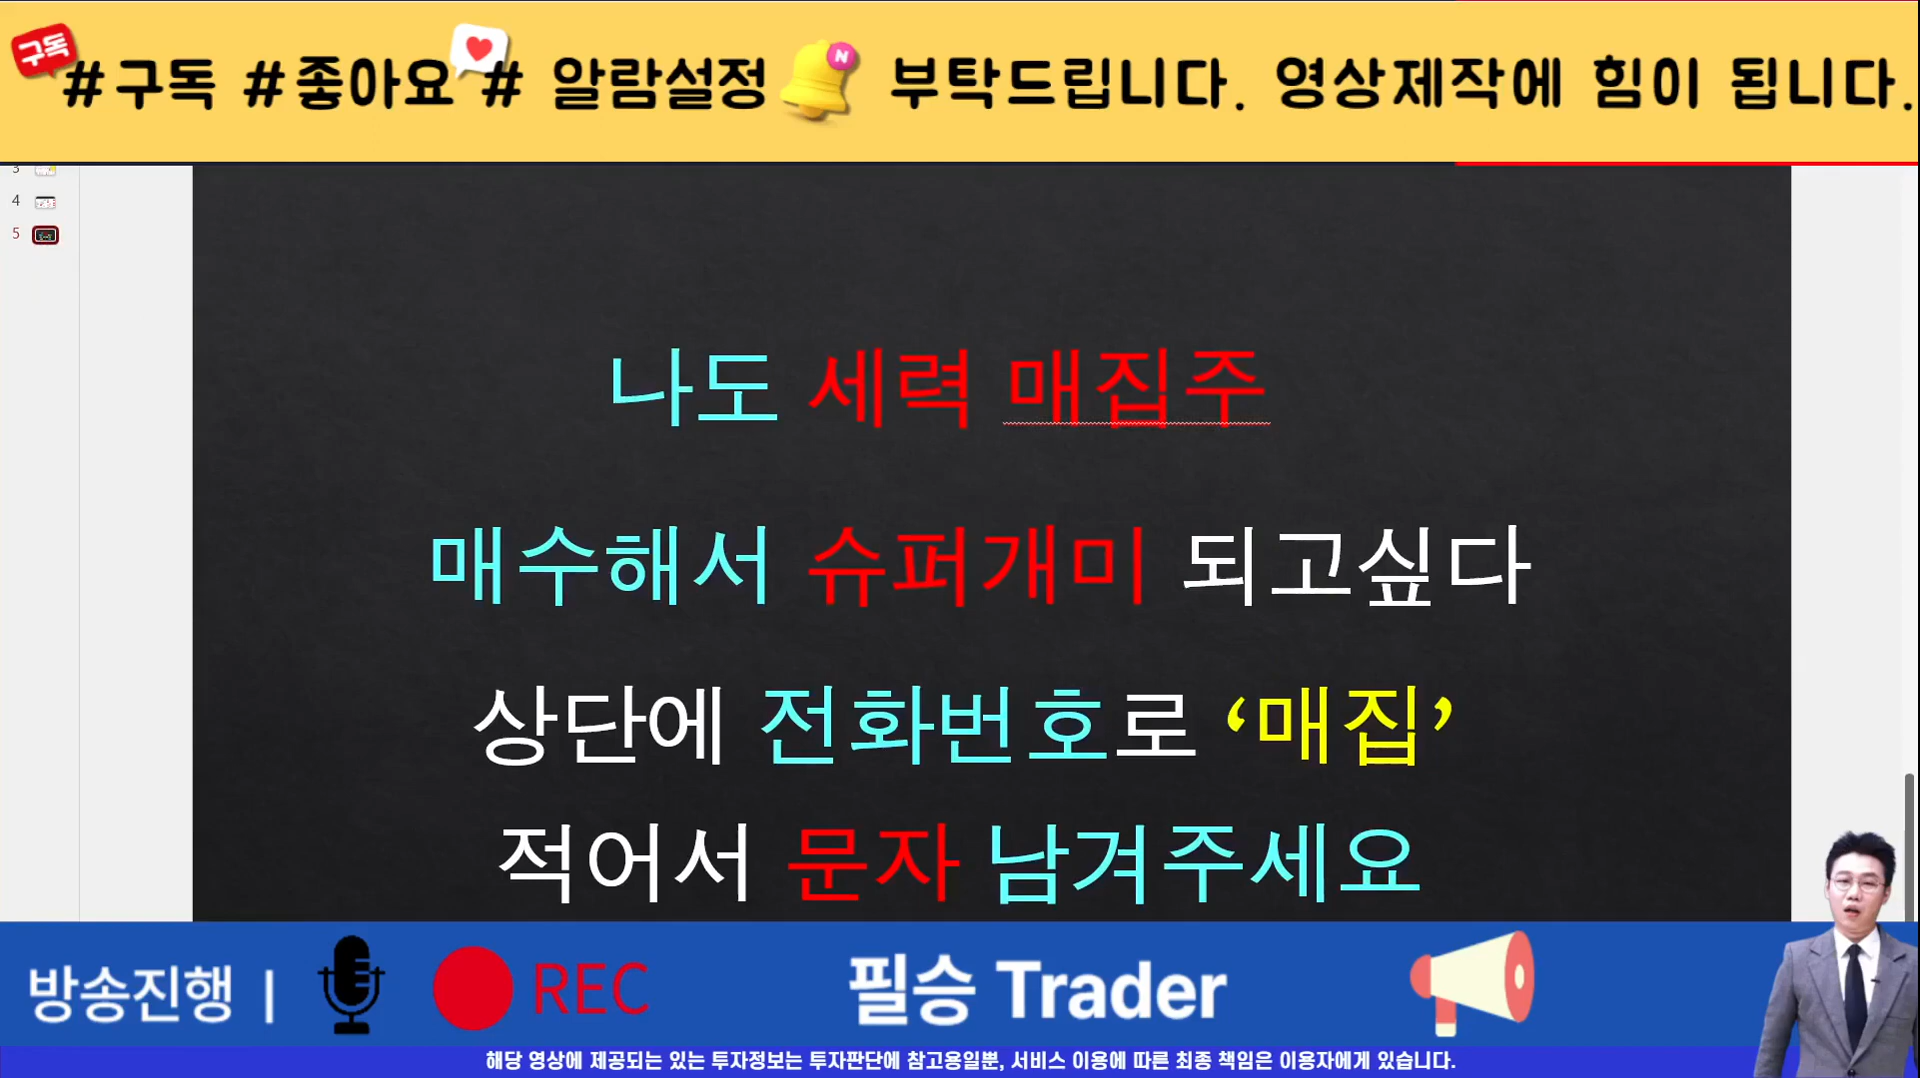 구독
#구독 #좋아요 # 알람설정 N 부탁드립니다. 영상제작에 힘이 됩니다.
3
4
5
나도 세력 매집주
매수해서 슈퍼개미 되고싶다
상단에 전화번호로 ‘매집’
적어서 문자 남겨주세요
방송진행 | REC 필승 Trader
해당 영상에 제공되는 있는 투자정보는 투자판단에 참고용일뿐, 서비스 이용에 따른 최종 책임은 이용자에게 있습니다.